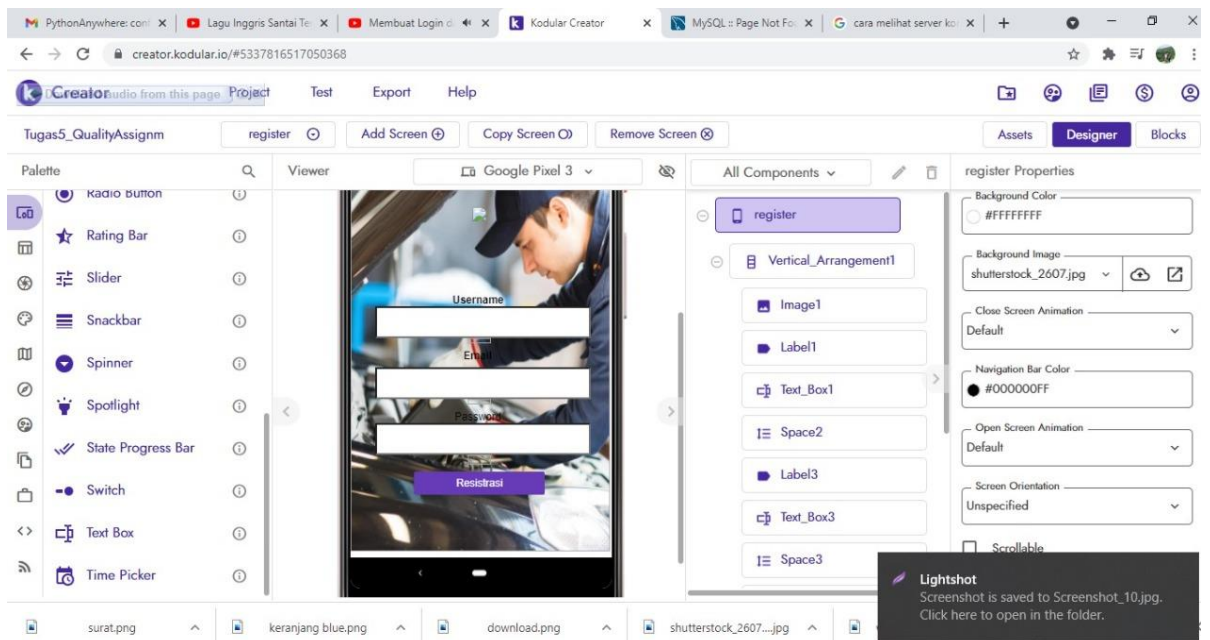 PythonAnywhere: cont
Lagu Inggris Santai Te
Membuat Login d
Kodular Creator
MySQL :: Page Not Fo
cara melihat server ko
creator.kodular.io/#5337816517050368
Creator
audio from this page
Project
Test
Export
Help
Tugas5_QualityAssignm
register
Add Screen
Copy Screen
Remove Screen
Assets
Designer
Blocks
Palette
Viewer
Google Pixel 3
All Components
register Properties
Radio Button
Rating Bar
Slider
Snackbar
Spinner
Spotlight
State Progress Bar
Switch
Text Box
Time Picker
Username
Email
Password
Resistrasi
register
Vertical_Arrangement1
Image1
Label1
Text_Box1
Space2
Label3
Text_Box3
Space3
Background Color
#FFFFFFFF
Background Image
shutterstock_2607.jpg
Close Screen Animation
Default
Navigation Bar Color
#000000FF
Open Screen Animation
Default
Screen Orientation
Unspecified
Scrollable
Lightshot
Screenshot is saved to Screenshot_10.jpg.
Click here to open in the folder.
surat.png
keranjang blue.png
download.png
shutterstock_2607....jpg